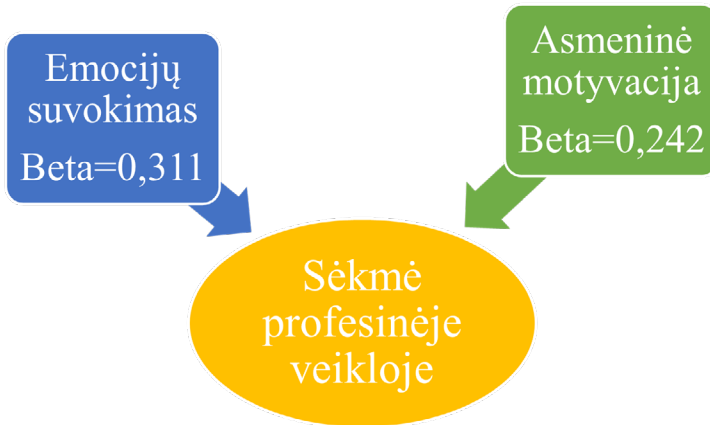 Emocijų
suvokimas
Beta=0,311
Asmeninė
motyvacija
Beta=0,242
Sėkmė
profesinėje
veikloje